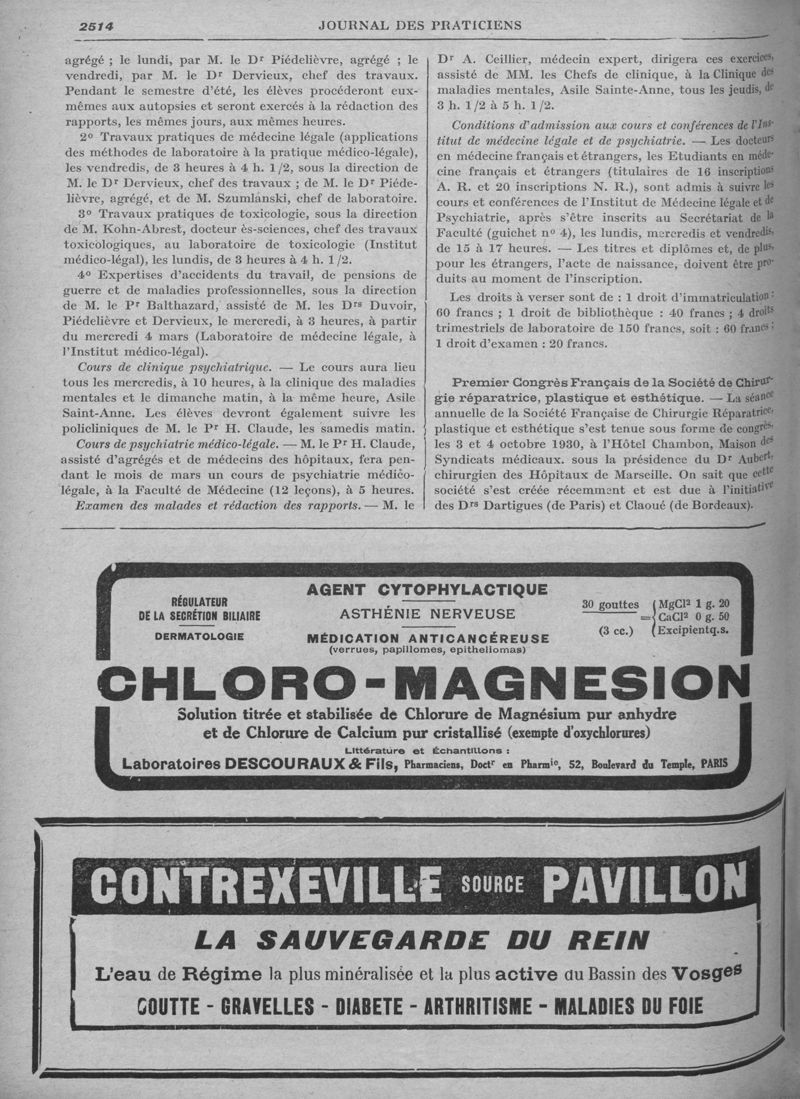 2514
JOURNAL DES PRATICIENS
agrégé ; le lundi, par M. le Dr Piédelièvre, agrégé ; le
vendredi, par M. le Dr Dervieux, chef des travaux.
Pendant le semestre d'été, les élèves procéderont eux-
mêmes aux autopsies et seront exercés à la rédaction des
rapports, les mêmes jours, aux mêmes heures.
2o Travaux pratiques de médecine légale (applications
des méthodes de laboratoire à la pratique médico-légale),
les vendredis, de 3 heures à 4 h. 1/2, sous la direction de
M. le Dr Dervieux, chef des travaux ; de M. le Dr Piéde-
lièvre, agrégé, et de M. Szumlanski, chef de laboratoire.
3o Travaux pratiques de toxicologie, sous la direction
de M. Kohn-Abrest, docteur ès-sciences, chef des travaux
toxicologiques, au laboratoire de toxicologie (Institut
médico-légal), les lundis, de 3 heures à 4 h. 1/2.
4o Expertises d'accidents du travail, de pensions de
guerre et de maladies professionnelles, sous la direction
de M. le Pr Balthazard, assisté de M. les Drs Duvoir,
Piédelièvre et Dervieux, le mercredi, à 3 heures, à partir
du mercredi 4 mars (Laboratoire de médecine légale, à
l'Institut médico-légal).
Cours de clinique psychiatrique. — Le cours aura lieu
tous les mercredis, à 10 heures, à la clinique des maladies
mentales et le dimanche matin, à la même heure, Asile
Saint-Anne. Les élèves devront également suivre les
policliniques de M. le Pr H. Claude, les samedis matin.
Cours de psychiatrie médico-légale. — M. le Pr H. Claude,
assisté d'agrégés et de médecins des hôpitaux, fera pen-
dant le mois de mars un cours de psychiatrie médico-
légale, à la Faculté de Médecine (12 leçons), à 5 heures.
Examen des malades et rédaction des rapports. — M. le
Dr A. Ceillier, médecin expert, dirigera ces exercices,
assisté de MM. les Chefs de clinique, à la Clinique des
maladies mentales, Asile Sainte-Anne, tous les jeudis, de
3 h. 1/2 à 5 h. 1/2.
Conditions d'admission aux cours et conférences de l'Ins-
titut de médecine légale et de psychiatrie. — Les docteurs
en médecine français et étrangers, les Etudiants en méde-
cine français et étrangers (titulaires de 16 inscriptions
A. R. et 20 inscriptions N. R.), sont admis à suivre les
cours et conférences de l'Institut de Médecine légale et de
Psychiatrie, après s'être inscrits au Secrétariat de la
Faculté (guichet no 4), les lundis, mercredis et vendredis,
de 15 à 17 heures. — Les titres et diplômes et, de plus,
pour les étrangers, l'acte de naissance, doivent être pro-
duits au moment de l'inscription.
Les droits à verser sont de : 1 droit d'immatriculation :
60 francs ; 1 droit de bibliothèque : 40 francs ; 4 droits
trimestriels de laboratoire de 150 francs, soit : 60 francs ;
1 droit d'examen : 20 francs.
Premier Congrès Français de la Société de Chirur-
gie réparatrice, plastique et esthétique. — La séance
annuelle de la Société Française de Chirurgie Réparatrice,
plastique et esthétique s'est tenue sous forme de congrès,
les 3 et 4 octobre 1930, à l'Hôtel Chambon, Maison des
Syndicats médicaux. sous la présidence du Dr Aubert,
chirurgien des Hôpitaux de Marseille. On sait que cette
société s'est créée récemment et est due à l'initiative
des Drs Dartigues (de Paris) et Claoué (de Bordeaux).
RÉGULATEUR
DE LA SECRÉTION BILIAIRE
DERMATOLOGIE
AGENT CYTOPHYLACTIQUE
ASTHÉNIE NERVEUSE
MÉDICATION ANTICANCÉREUSE
(verrues, papillomes, epitheliomas)
30 gouttes
(3 cc.)
=
MgCl2 1 g. 20
CaCl2 0 g. 50
Excipientq.s.
CHLORO-MAGNESION
Solution titrée et stabilisée de Chlorure de Magnésium pur anhydre
et de Chlorure de Calcium pur cristallisé (exempte d'oxychlorures)
Littérature et Échantillons :
Laboratoires DESCOURAUX & Fils, Pharmaciens, Doctr en Pharmie, 52, Boulevard du Temple, PARIS
CONTREXEVILLE SOURCE PAVILLON
LA SAUVEGARDE DU REIN
L'eau de Régime la plus minéralisée et la plus active du Bassin des Vosges
GOUTTE - GRAVELLES - DIABETE - ARTHRITISME - MALADIES DU FOIE